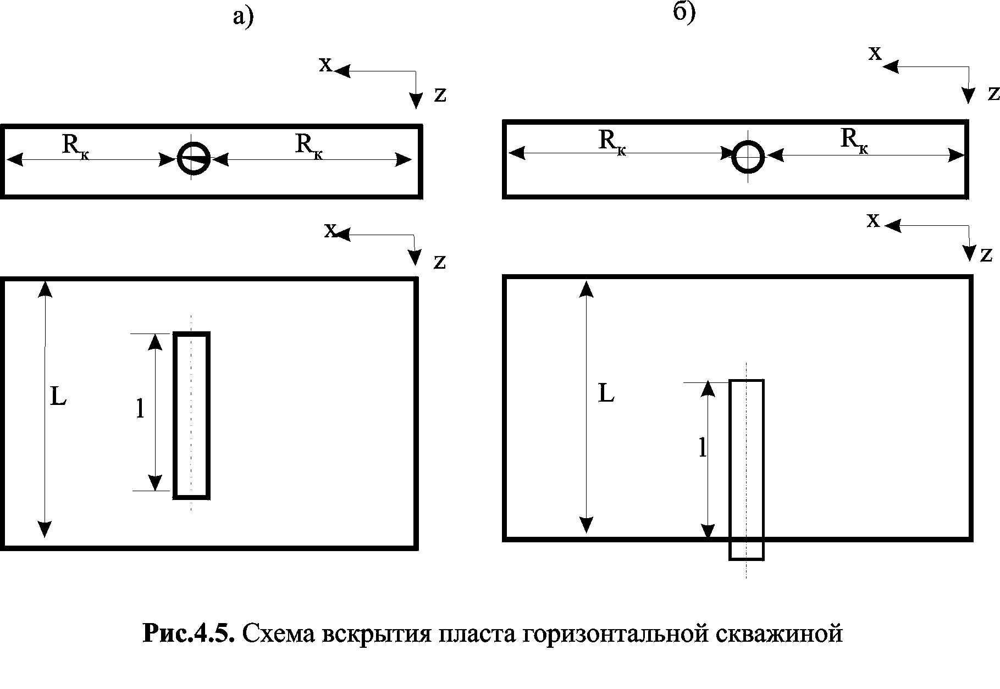 а)
б)
x
z
x
z
Rк
Rк
Rк
Rк
x
z
x
z
L
l
L
l
Рис.4.5. Схема вскрытия пласта горизонтальной скважиной